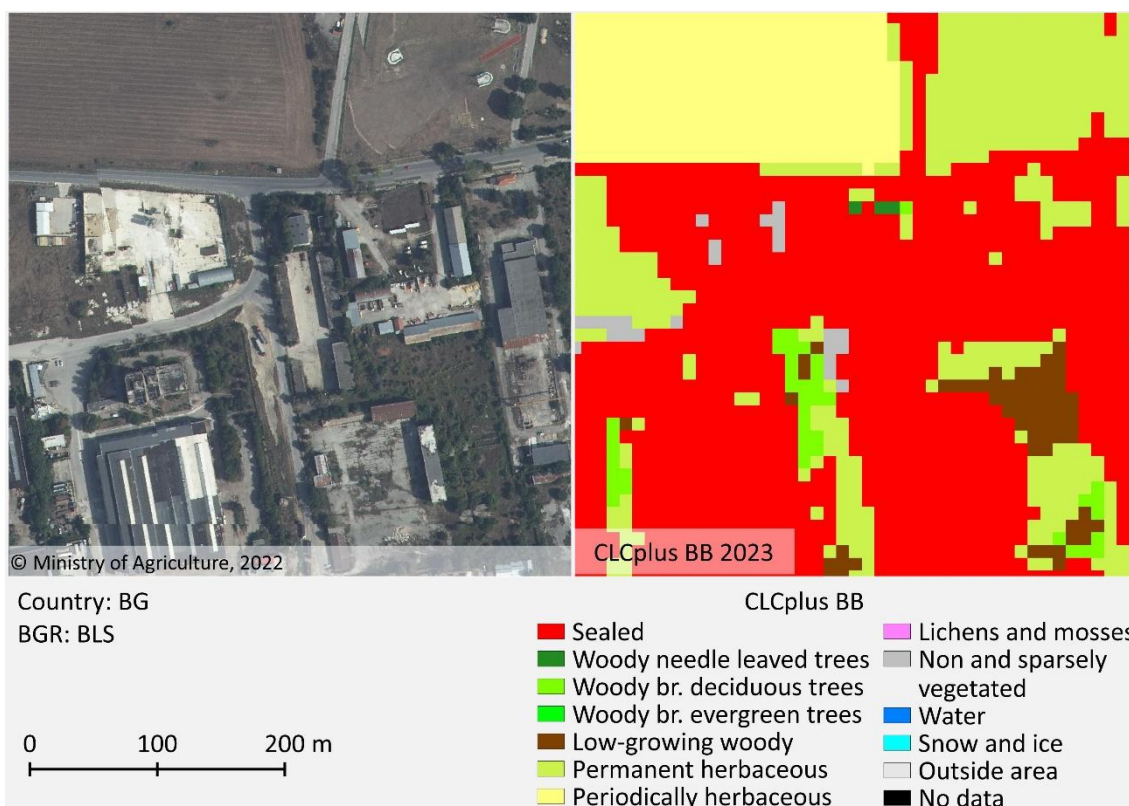 © Ministry of Agriculture, 2022
CLCplus BB 2023
Country: BG
BGR: BLS
0 100 200 m
CLCplus BB
Sealed
Woody needle leaved trees
Woody br. deciduous trees
Woody br. evergreen trees
Low-growing woody
Permanent herbaceous
Periodically herbaceous
Lichens and mosses
Non and sparsely
vegetated
Water
Snow and ice
Outside area
No data